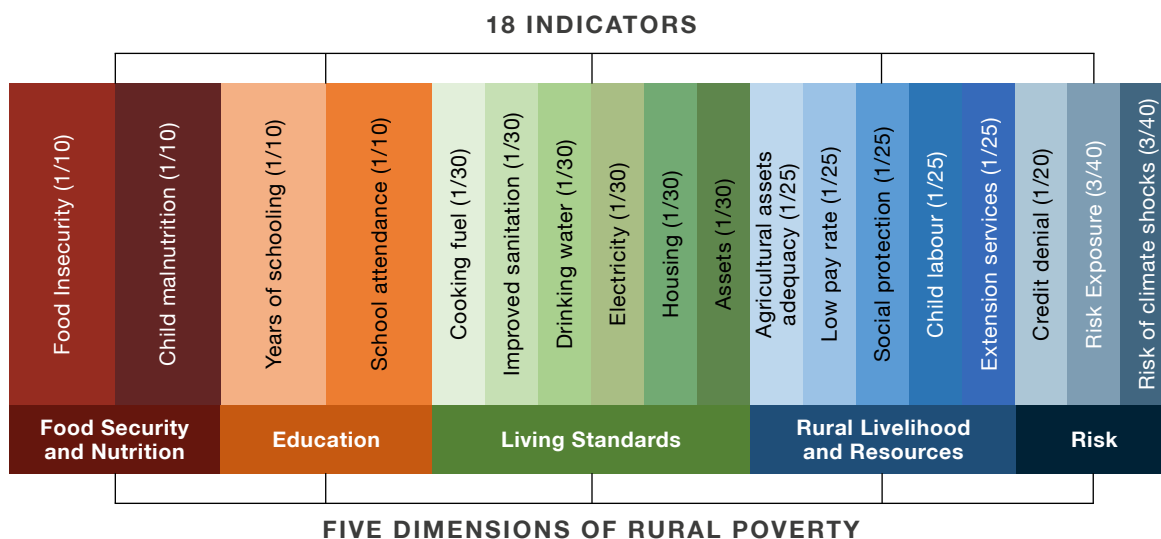 18 INDICATORS
Food Insecurity (1/10)
Child malnutrition (1/10)
Years of schooling (1/10)
School attendance (1/10)
Cooking fuel (1/30)
Improved sanitation (1/30)
Drinking water (1/30)
Electricity (1/30)
Housing (1/30)
Assets (1/30)
Agricultural assets
adequacy (1/25)
Low pay rate (1/25)
Social protection (1/25)
Child labour (1/25)
Extension services (1/25)
Credit denial (1/20)
Risk Exposure (3/40)
Risk of climate shocks (3/40)
Food Security
and Nutrition
Education
Living Standards
Rural Livelihood
and Resources
Risk
FIVE DIMENSIONS OF RURAL POVERTY